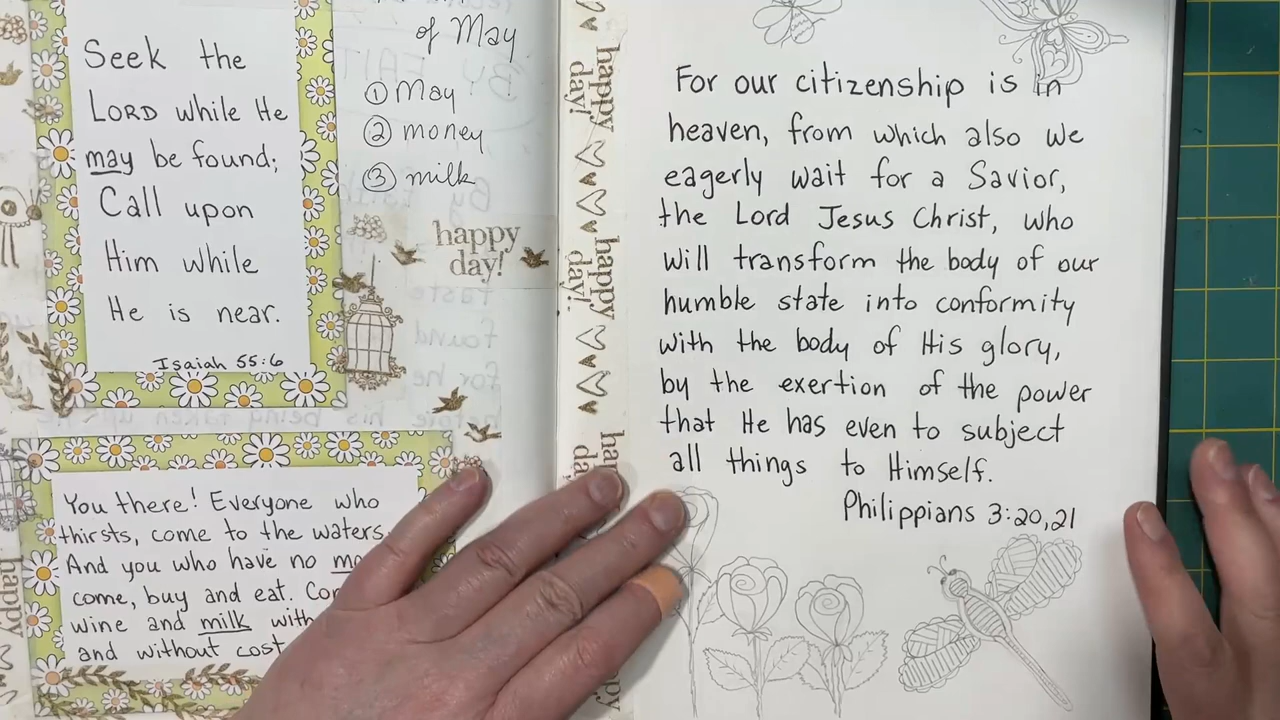 Seek the
LORD while He
may be found;
Call upon
Him while
He is near.
Isaiah 55:6
of May
① May
② money
③ milk
happy
day!
You there! Everyone who
thirsts, come to the waters
And you who have no
come, buy and eat.
wine and milk
and without cost
happy
happy
day!
happy
day!
For our citizenship is in
heaven, from which also we
eagerly wait for a Savior,
the Lord Jesus Christ, who
will transform the body of our
humble state into conformity
with the body of His glory,
by the exertion of the power
that He has even to subject
all things to Himself.
Philippians 3:20,21